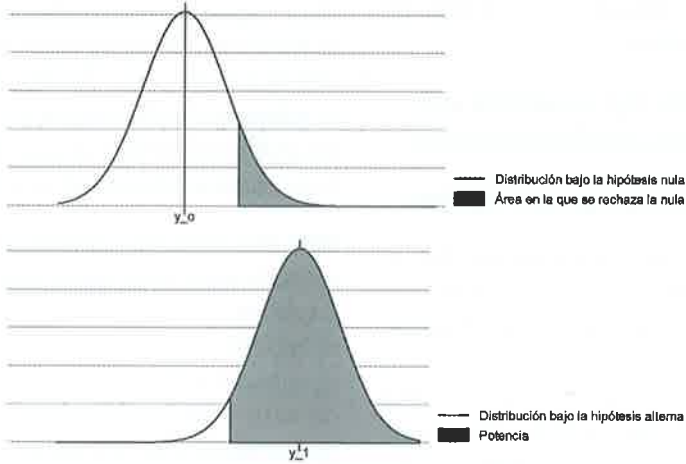 Distribución bajo la hipótesis nula
Área en la que se rechaza la nula
y_0
Distribución bajo la hipótesis alterna
Potencia
y_1